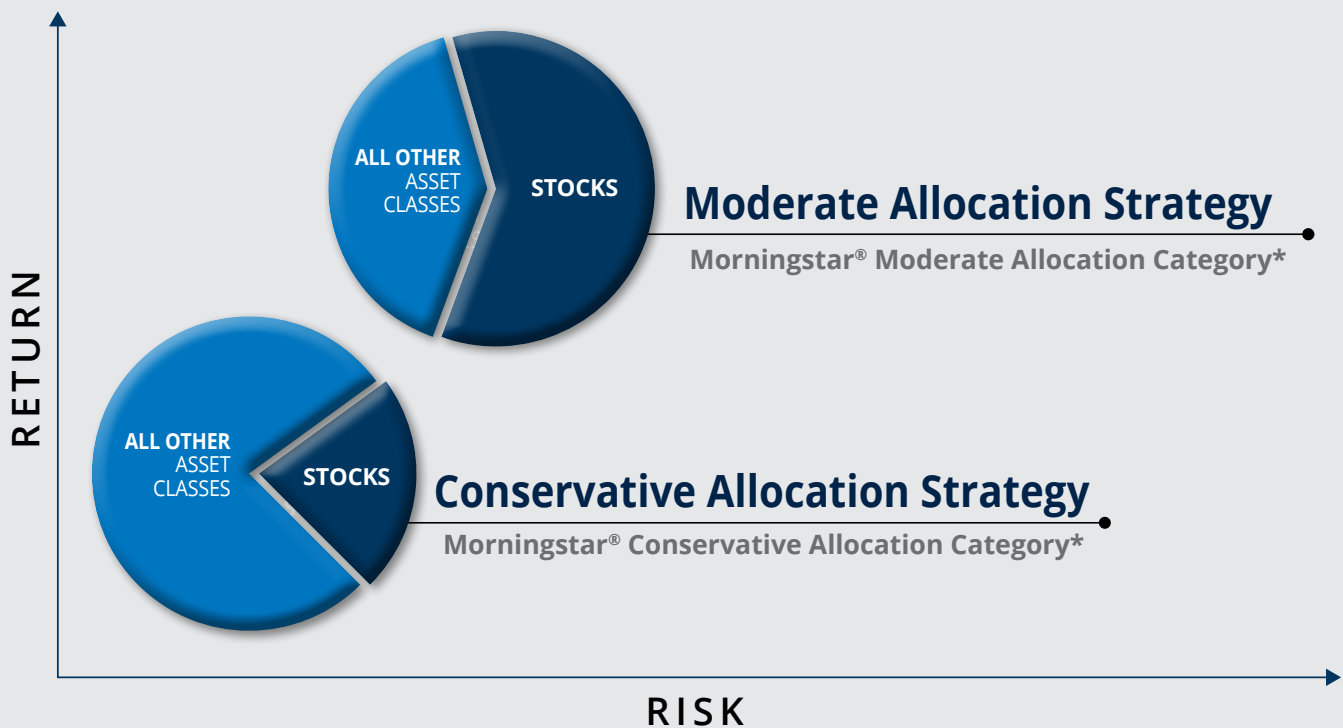 ALL OTHER
ASSET
CLASSES
STOCKS
Moderate Allocation Strategy
Morningstar® Moderate Allocation Category*
RETURN
ALL OTHER
ASSET
CLASSES
STOCKS
Conservative Allocation Strategy
Morningstar® Conservative Allocation Category*
RISK